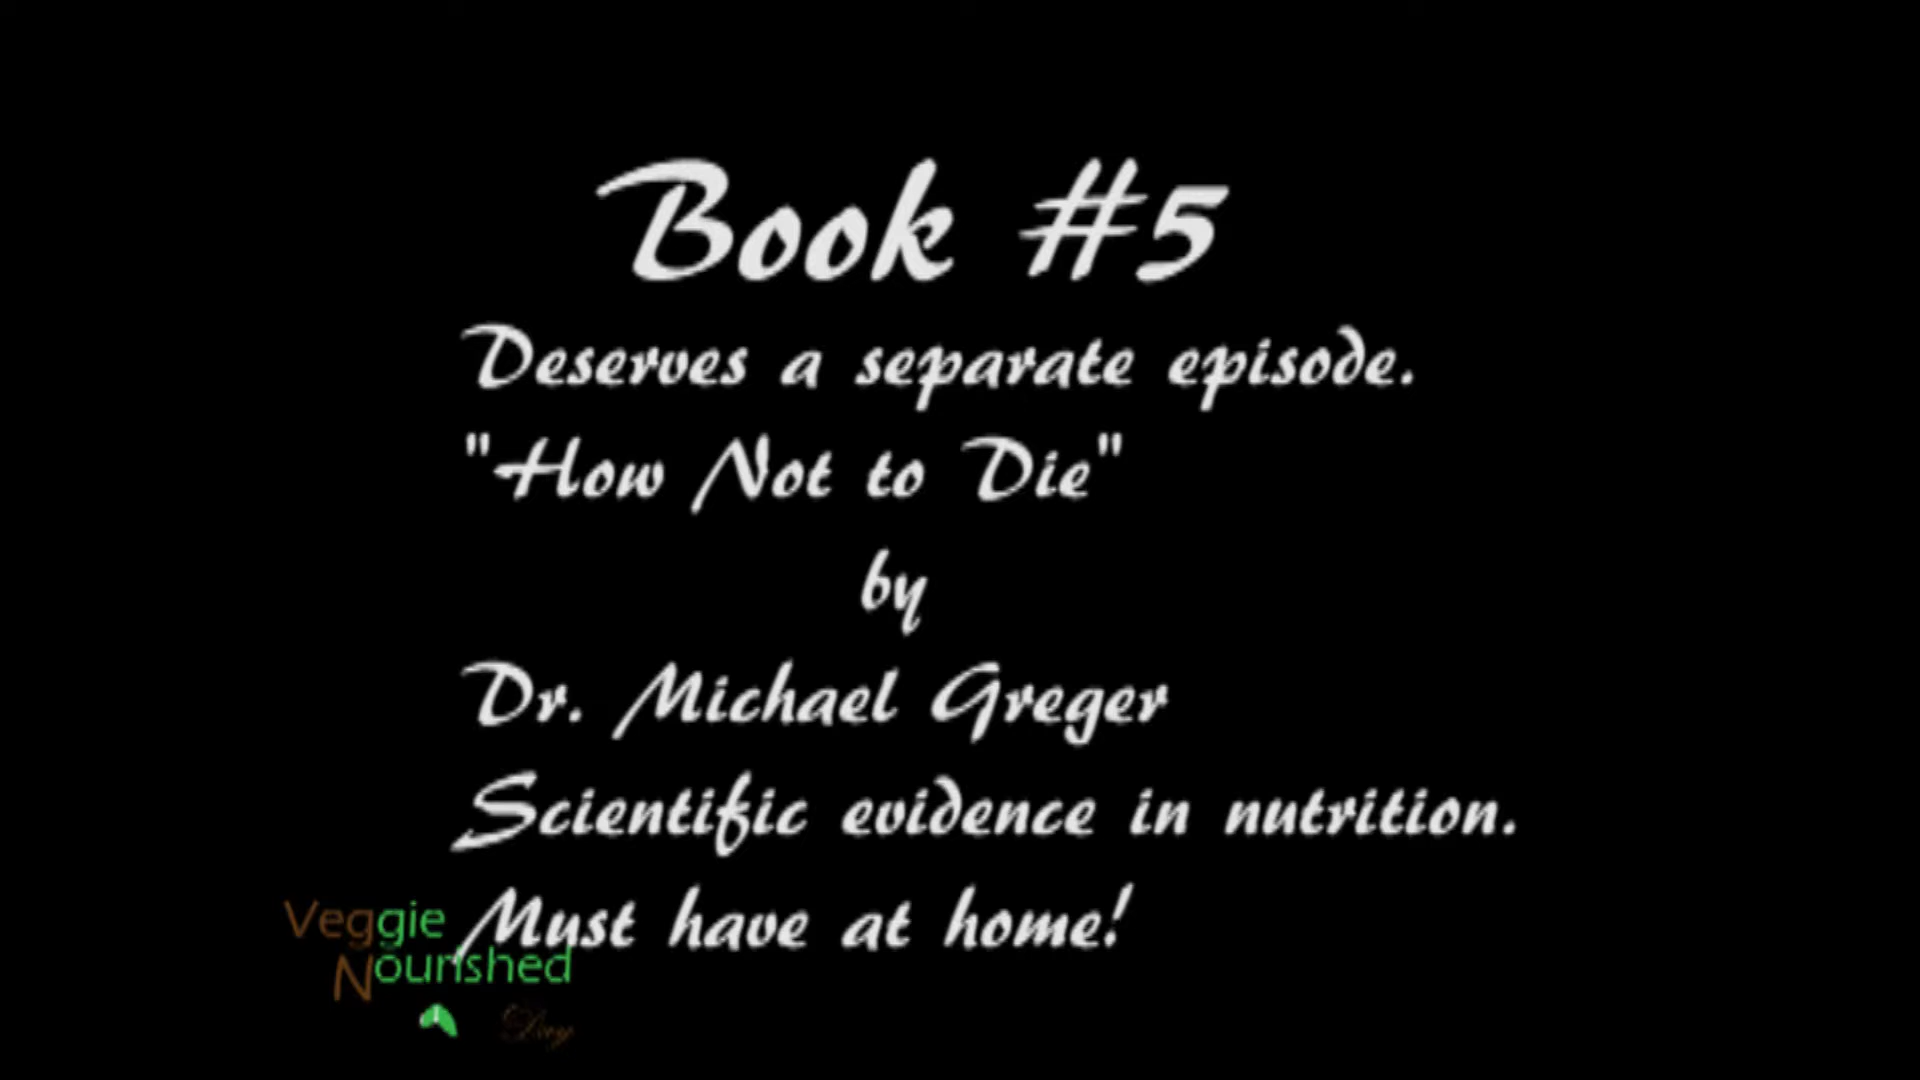 Book #5
Deserves a separate episode.
"How Not to Die"
by
Dr. Michael Greger
Scientific evidence in nutrition.
Must have at home!
Veggie
Nourished